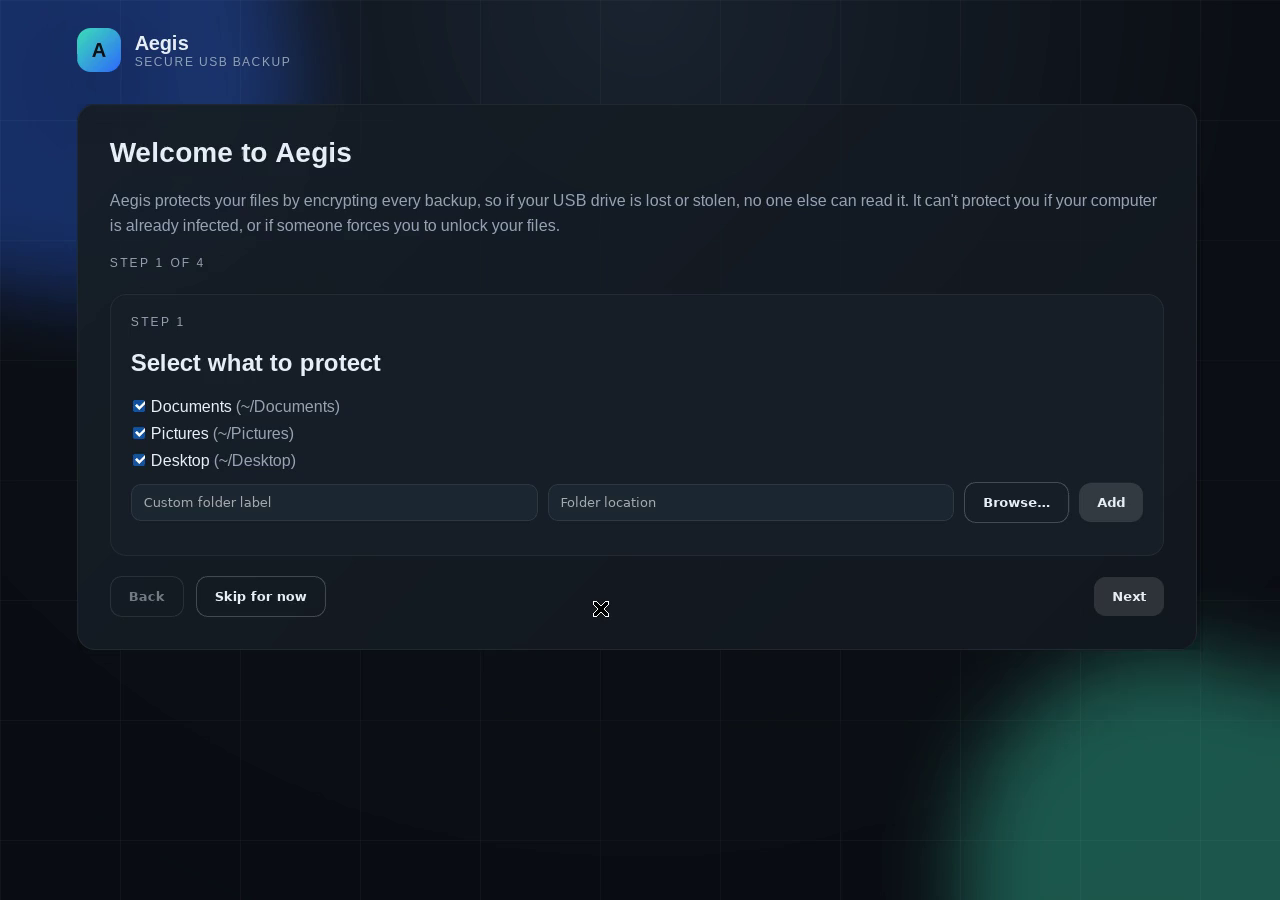 A
Aegis
SECURE USB BACKUP
Welcome to Aegis
Aegis protects your files by encrypting every backup, so if your USB drive is lost or stolen, no one else can read it. It can't protect you if your computer
is already infected, or if someone forces you to unlock your files.
STEP 1 OF 4
STEP 1
Select what to protect
Documents (~/Documents)
Pictures (~/Pictures)
Desktop (~/Desktop)
Custom folder label Folder location Browse... Add
Back Skip for now Next